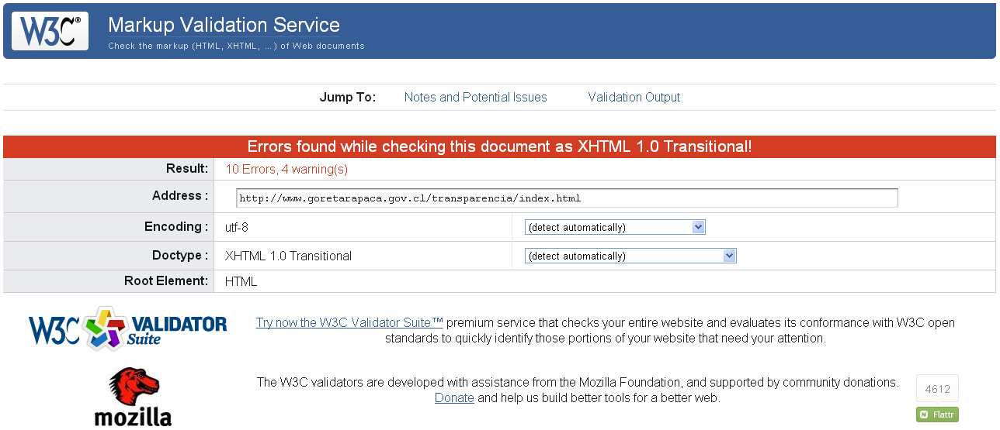 W3C® Markup Validation Service
Check the markup (HTML, XHTML, ...) of Web documents
Jump To: Notes and Potential Issues Validation Output
Errors found while checking this document as XHTML 1.0 Transitional!
Result: 10 Errors, 4 warning(s)
Address : http://www.goretarapaca.gov.cl/transparencia/index.html
Encoding : utf-8 (detect automatically)
Doctype : XHTML 1.0 Transitional (detect automatically)
Root Element: HTML
W3C VALIDATOR Suite
Try now the W3C Validator Suite™ premium service that checks your entire website and evaluates its conformance with W3C open
standards to quickly identify those portions of your website that need your attention.
mozilla
The W3C validators are developed with assistance from the Mozilla Foundation, and supported by community donations.
Donate and help us build better tools for a better web.
4612
Flattr